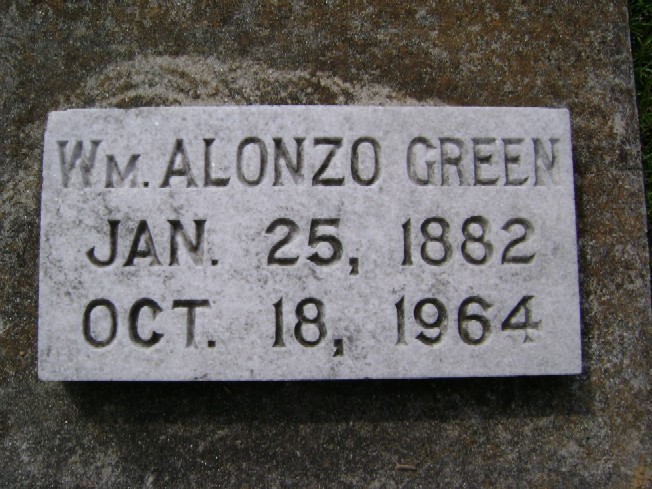 Wm. ALONZO GREEN
JAN. 25, 1882
OCT. 18, 1964